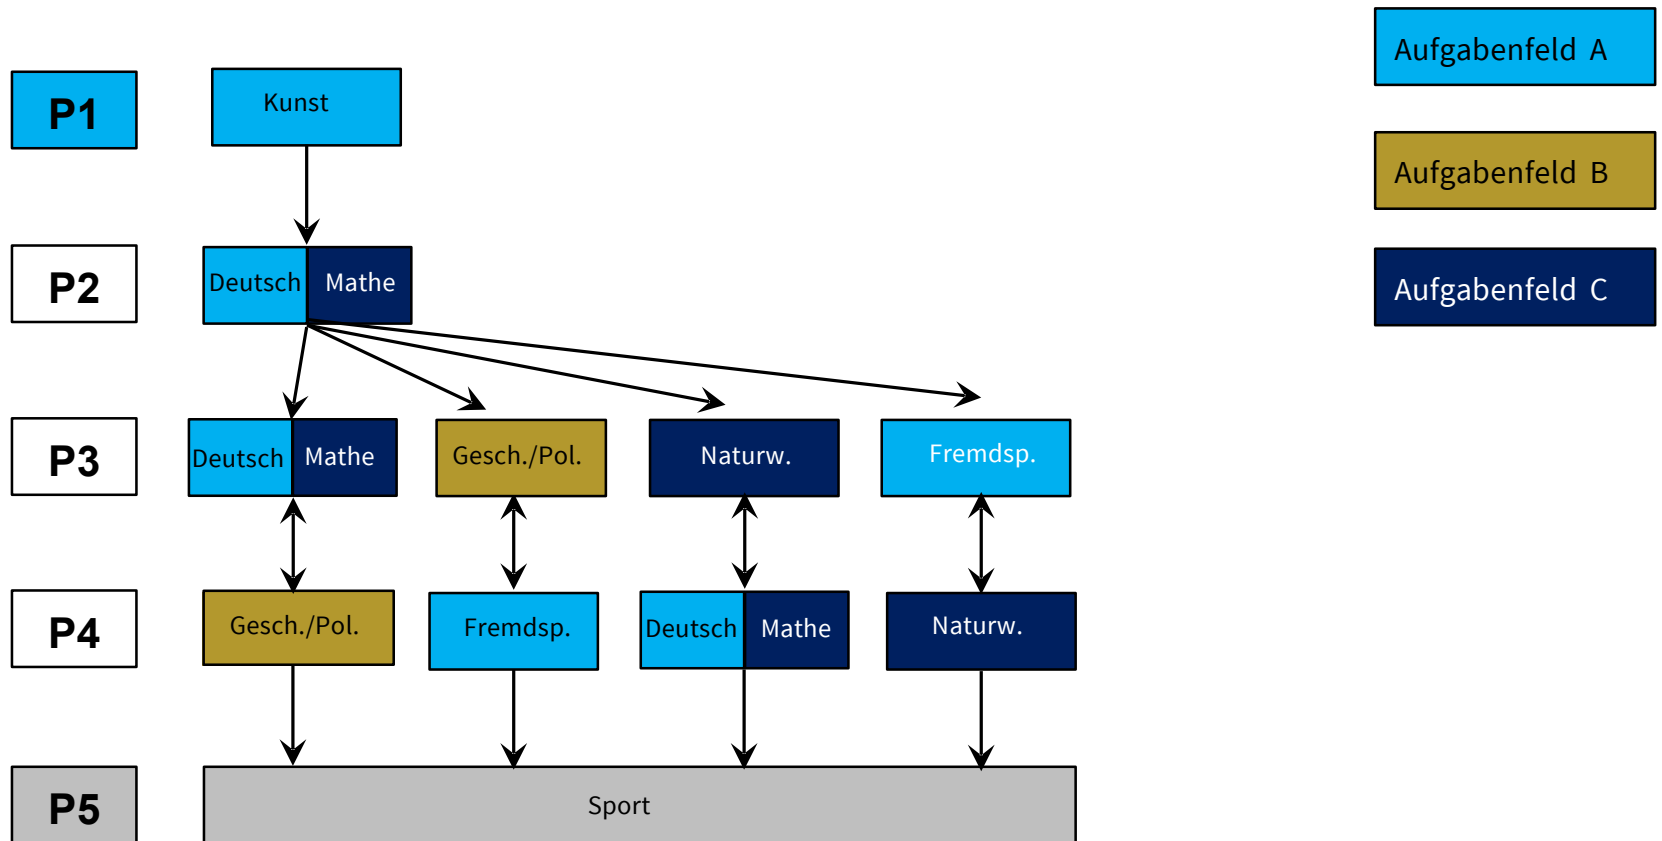 Aufgabenfeld A
P1
Kunst
Aufgabenfeld B
P2
Deutsch Mathe
Aufgabenfeld C
P3
Deutsch Mathe
Gesch./Pol.
Naturw.
Fremdsp.
P4
Gesch./Pol.
Fremdsp.
Deutsch Mathe
Naturw.
P5
Sport